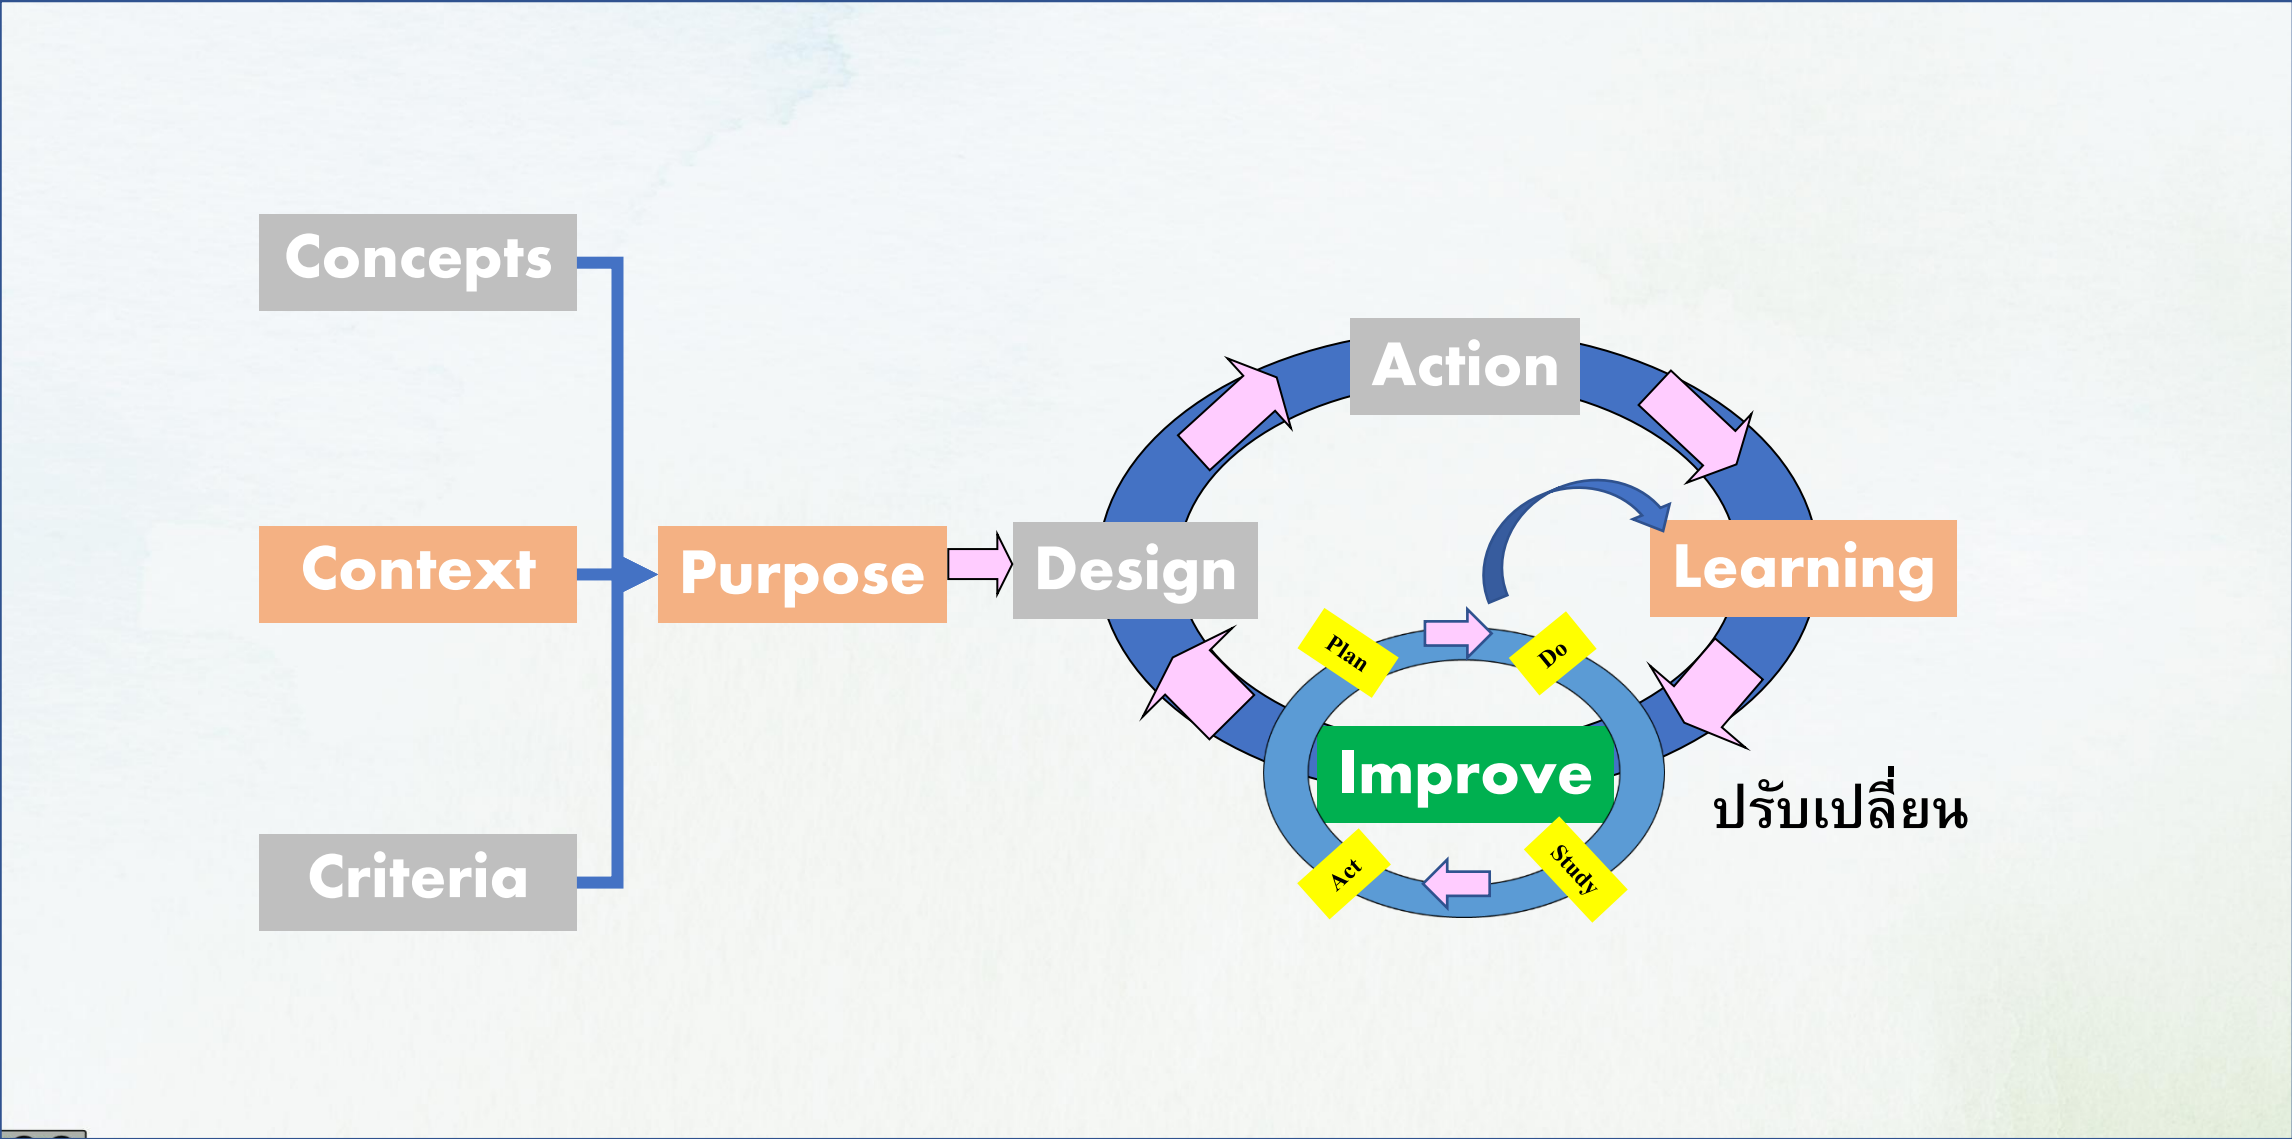 Concepts
Action
Context
Purpose
Design
Learning
Plan
Do
Improve
ปรับเปลี่ยน
Act
Study
Criteria